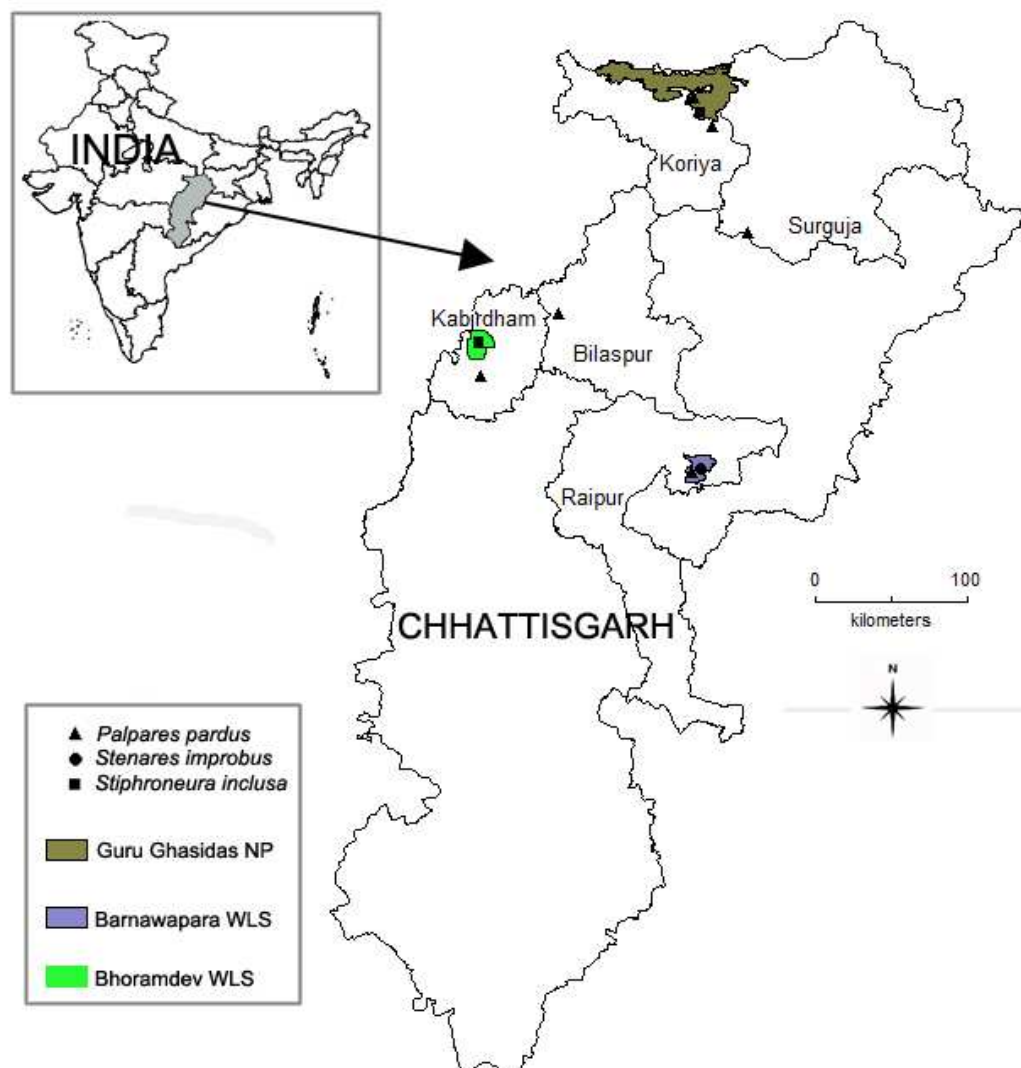 INDIA
Koriya
Surguja
Kabirdham
Bilaspur
Raipur
0 100
kilometers
CHHATTISGARH
N
Palpares pardus
Stenares improbus
Stiphroneura inclusa
Guru Ghasidas NP
Barnawapara WLS
Bhoramdev WLS